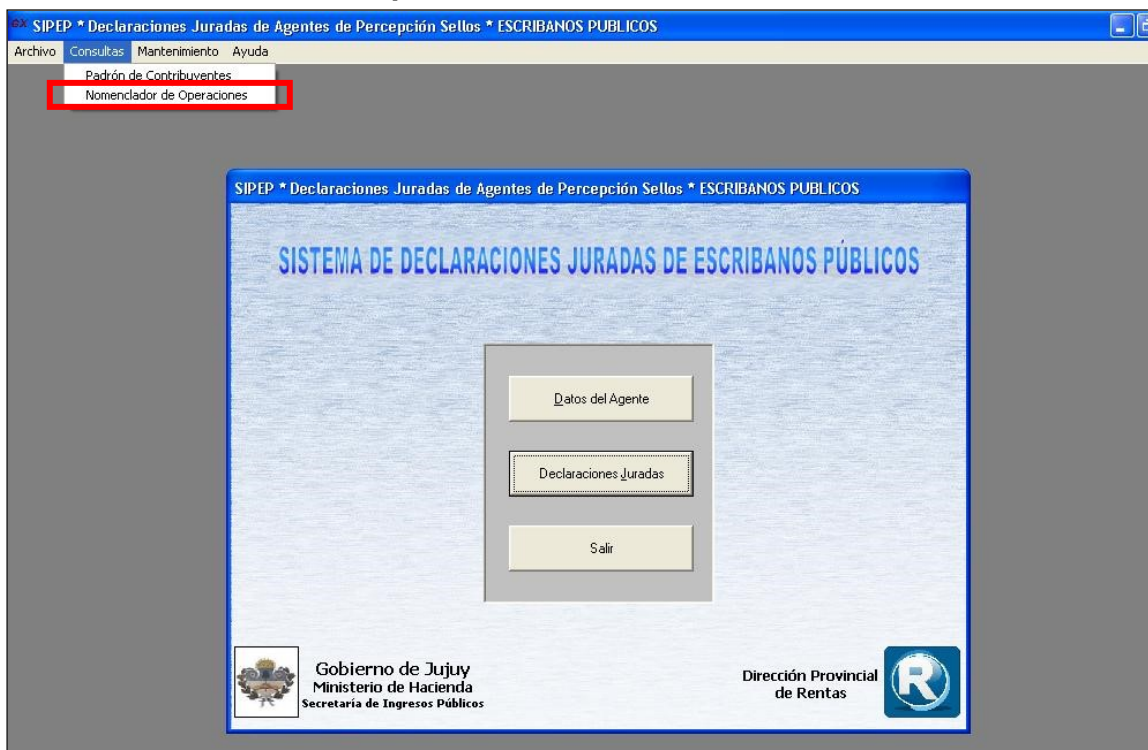 SIPEP * Declaraciones Juradas de Agentes de Percepción Sellos * ESCRIBANOS PUBLICOS
Archivo Consultas Mantenimiento Ayuda
Padrón de Contribuyentes
Nomenclador de Operaciones
SIPEP * Declaraciones Juradas de Agentes de Percepción Sellos * ESCRIBANOS PUBLICOS
SISTEMA DE DECLARACIONES JURADAS DE ESCRIBANOS PÚBLICOS
Datos del Agente
Declaraciones Juradas
Salir
Gobierno de Jujuy
Ministerio de Hacienda
Secretaría de Ingresos Públicos
Dirección Provincial
de Rentas
R